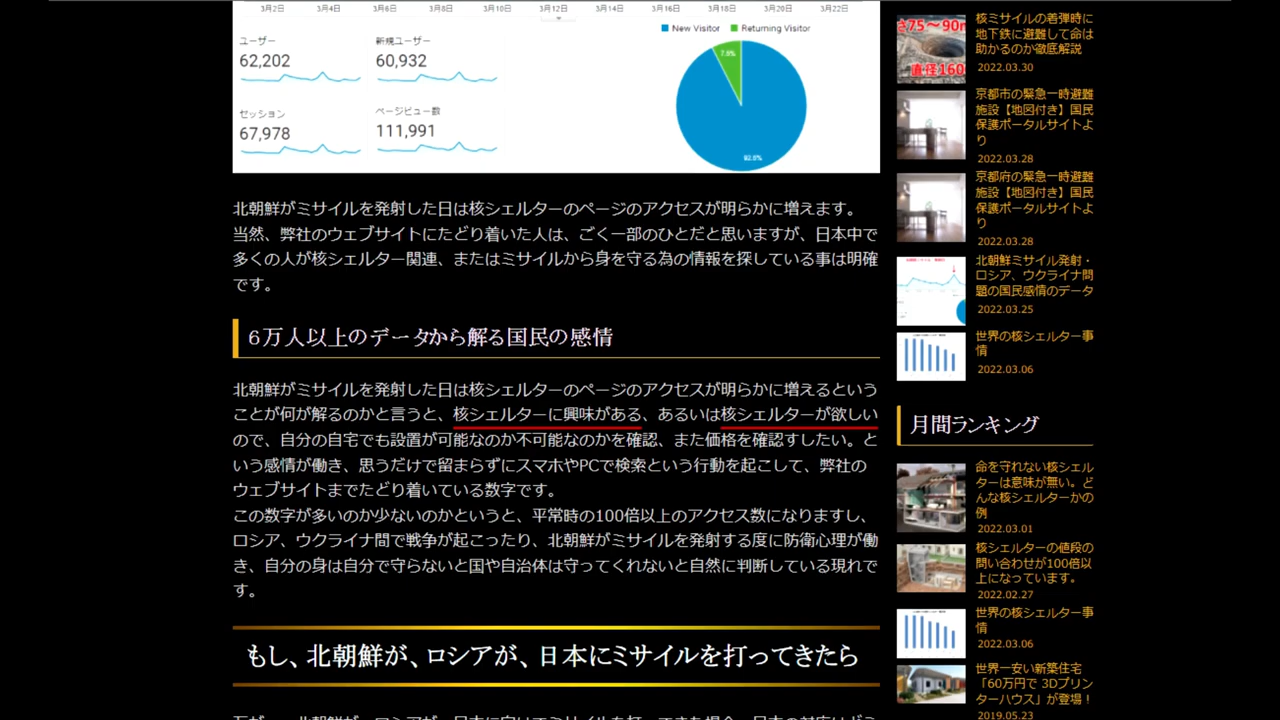 3月2日 3月4日 3月6日 3月8日 3月10日 3月12日 3月14日 3月16日 3月18日 3月20日 3月22日
New Visitor Returning Visitor
ユーザー 新規ユーザー
62,202 60,932
7.8%
セッション ページビュー数
67,978 111,991
92.8%
北朝鮮がミサイルを発射した日は核シェルターのページのアクセスが明らかに増えます。
当然、弊社のウェブサイトにたどり着いた人は、ごく一部のひとだと思いますが、日本中で
多くの人が核シェルター関連、またはミサイルから身を守る為の情報を探している事は明確
です。
6万人以上のデータから解る国民の感情
北朝鮮がミサイルを発射した日は核シェルターのページのアクセスが明らかに増えるという
ことが何が解るのかと言うと、核シェルターに興味がある、あるいは核シェルターが欲しい
ので、自分の自宅でも設置が可能なのか不可能なのかを確認、また価格を確認すしたい。と
いう感情が働き、思うだけで留まらずにスマホやPCで検索という行動を起こして、弊社の
ウェブサイトまでたどり着いている数字です。
この数字が多いのか少ないのかというと、平常時の100倍以上のアクセス数になりますし、
ロシア、ウクライナ間で戦争が起こったり、北朝鮮がミサイルを発射する度に防衛心理が働
き、自分の身は自分で守らないと国や自治体は守ってくれないと自然に判断している現れで
す。
もし、北朝鮮が、ロシアが、日本にミサイルを打ってきたら
さ75～90m
直径160
核ミサイルの着弾時に
地下鉄に避難して命は
助かるのか徹底解説
2022.03.30
京都市の緊急一時避難
施設【地図付き】国民
保護ポータルサイトよ
り
2022.03.28
京都府の緊急一時避難
施設【地図付き】国民
保護ポータルサイトよ
り
2022.03.28
北朝鮮ミサイル発射・
ロシア、ウクライナ問
題の国民感情のデータ
2022.03.25
世界の核シェルター事
情
2022.03.06
月間ランキング
命を守れない核シェル
ターは意味が無い。ど
んな核シェルターかの
例
2022.03.01
核シェルターの値段の
問い合わせが100倍以
上になっています。
2022.02.27
世界の核シェルター事
情
2022.03.06
世界一安い新築住宅
「60万円で 3Dプリン
ターハウス」が登場！
2019.05.23